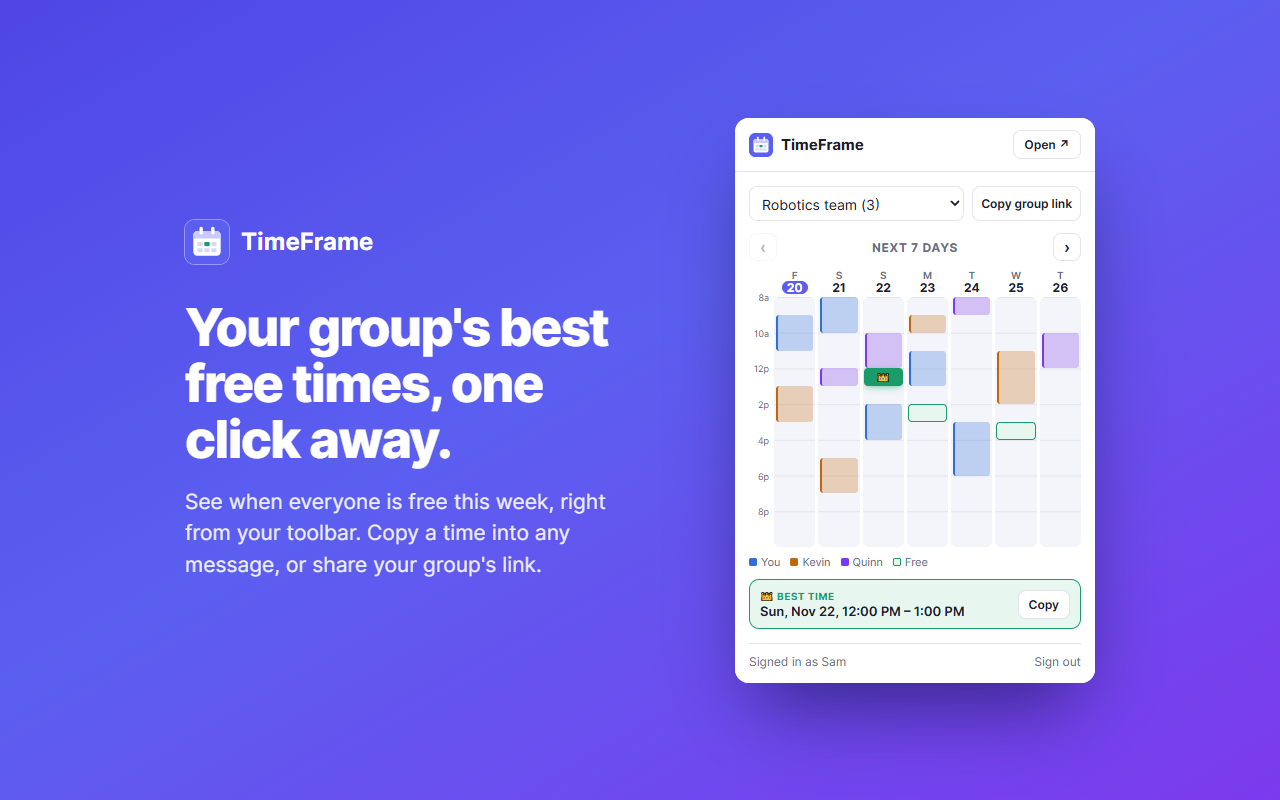 TimeFrame
Your group's best
free times, one
click away.
See when everyone is free this week, right
from your toolbar. Copy a time into any
message, or share your group's link.
TimeFrame
Open ↗
Robotics team (3)
Copy group link
‹
NEXT 7 DAYS
›
F S S M T W T
20 21 22 23 24 25 26
8a
10a
12p
2p
4p
6p
8p
You Kevin Quinn Free
BEST TIME
Sun, Nov 22, 12:00 PM – 1:00 PM
Copy
Signed in as Sam
Sign out